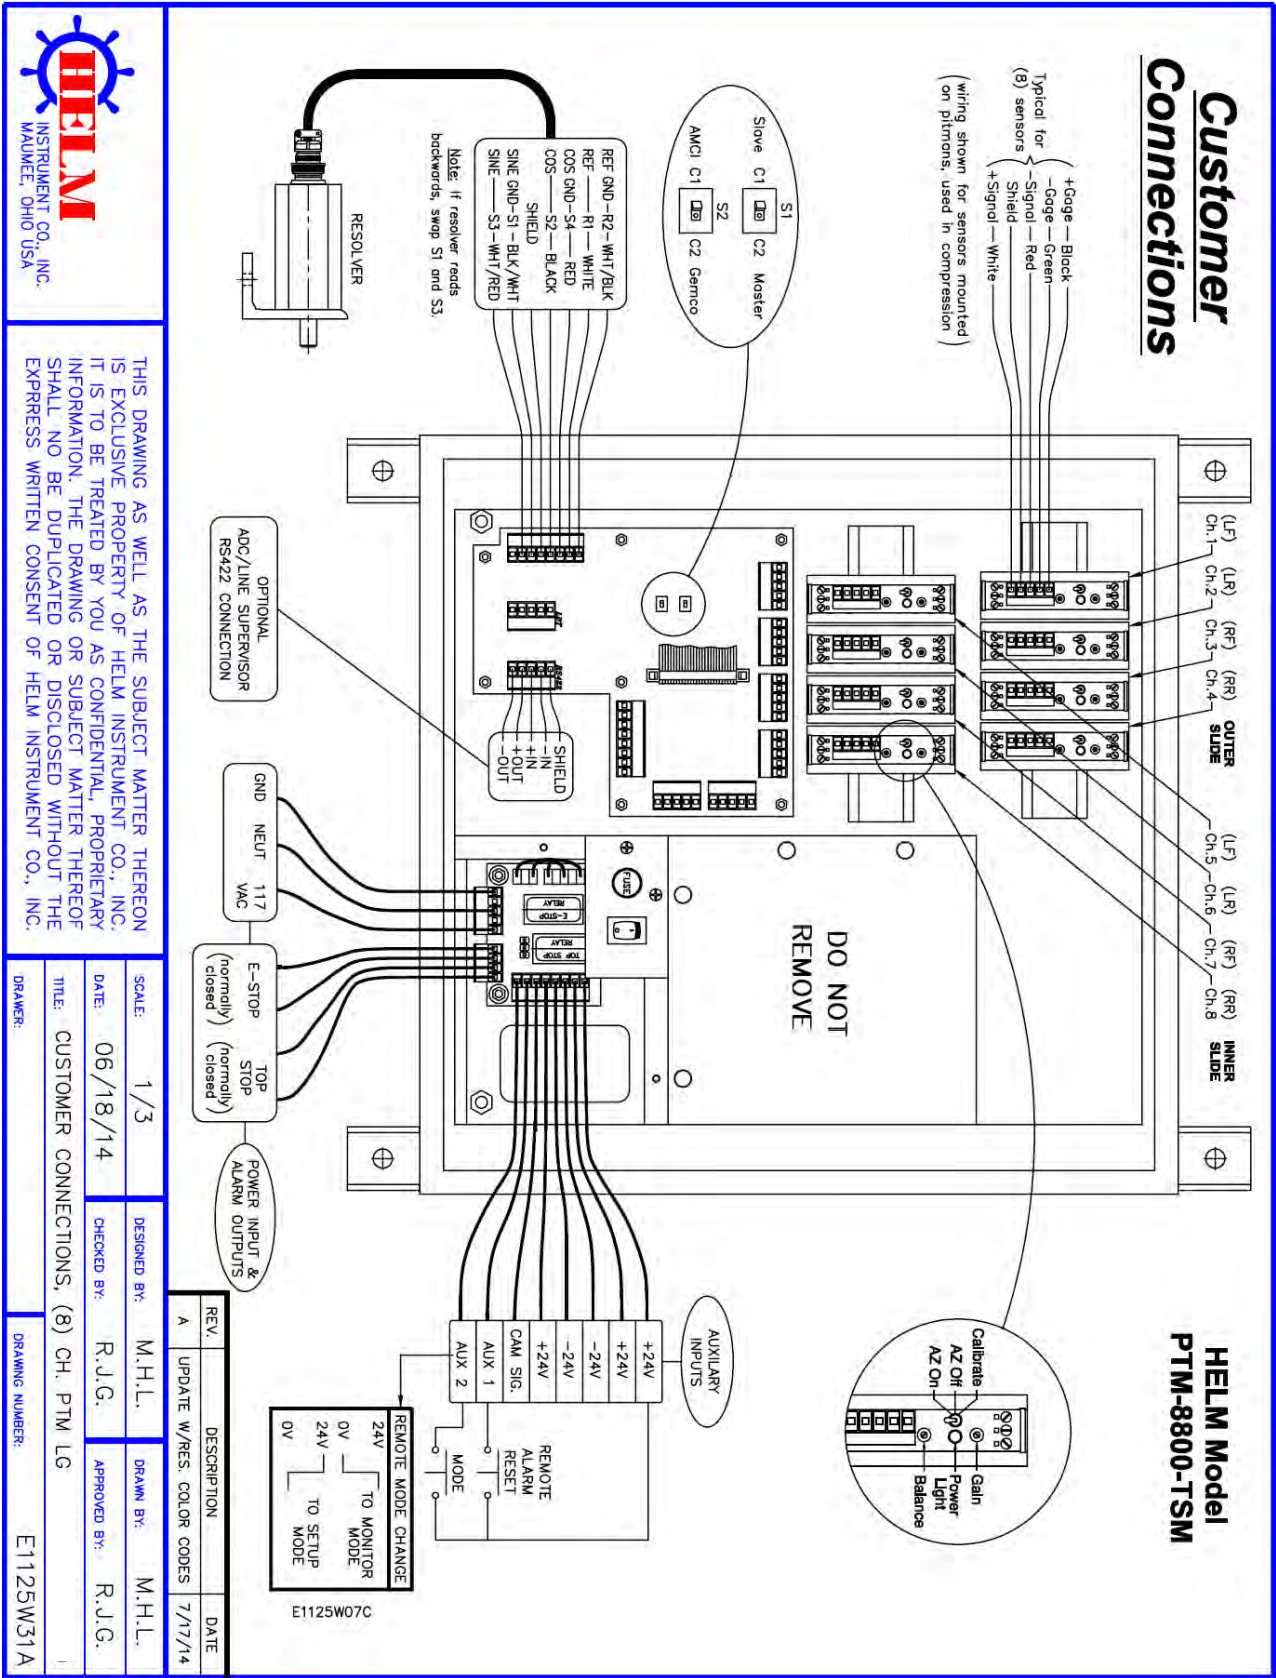 Customer
Connections
HELM Model
PTM-8800-TSM
Typical for
(8) sensors
+Gage — Black
-Gage — Green
-Signal — Red
Shield
+Signal — White
(wiring shown for sensors mounted
on pitmans, used in compression)
(LF) (LR) (RF) (RR) OUTER
Ch.1 Ch.2 Ch.3 Ch.4 SLIDE
(LF) (LR) (RF) (RR) INNER
Ch.5 Ch.6 Ch.7 Ch.8 SLIDE
Calibrate
AZ Off
AZ On
Gain
Power
Light
Balance
S1
Slave C1 C2 Master
S2
AMCI C1 C2 Gemco
DO NOT
REMOVE
REF GND—R2—WHT/BLK
REF — R1 — WHITE
COS GND—S4 — RED
COS — S2 — BLACK
SHIELD
SINE GND—S1—BLK/WHT
SINE — S3—WHT/RED
Note: If resolver reads
backwards, swap S1 and S3.
RESOLVER
RS422
SHIELD
-IN
+IN
+OUT
-OUT
OPTIONAL
ADC/LINE SUPERVISOR
RS422 CONNECTION
FUSE
E-STOP
RELAY
TOP STOP
RELAY
GND NEUT 117
VAC
E-STOP
(normally
closed)
TOP
STOP
(normally
closed)
POWER INPUT &
ALARM OUTPUTS
AUXILARY
INPUTS
+24V
+24V
-24V
-24V
+24V
CAM SIG.
AUX 1
AUX 2
REMOTE
ALARM
RESET
MODE
REMOTE MODE CHANGE
24V
0V
TO MONITOR
MODE
24V
0V
TO SETUP
MODE
E1125W07C
REV. DESCRIPTION DATE
A UPDATE W/RES. COLOR CODES 7/17/14
HELM
INSTRUMENT CO., INC.
MAUMEE, OHIO USA
THIS DRAWING AS WELL AS THE SUBJECT MATTER THEREON
IS EXCLUSIVE PROPERTY OF HELM INSTRUMENT CO., INC.
IT IS TO BE TREATED BY YOU AS CONFIDENTIAL, PROPRIETARY
INFORMATION. THE DRAWING OR SUBJECT MATTER THEREOF
SHALL NO BE DUPLICATED OR DISCLOSED WITHOUT THE
EXPRRESS WRITTEN CONSENT OF HELM INSTRUMENT CO., INC.
SCALE: 1/3
DESIGNED BY: M.H.L.
DRAWN BY: M.H.L.
DATE: 06/18/14
CHECKED BY: R.J.G.
APPROVED BY: R.J.G.
TITLE: CUSTOMER CONNECTIONS, (8) CH. PTM LG
DRAWER:
DRAWING NUMBER: E1125W31A